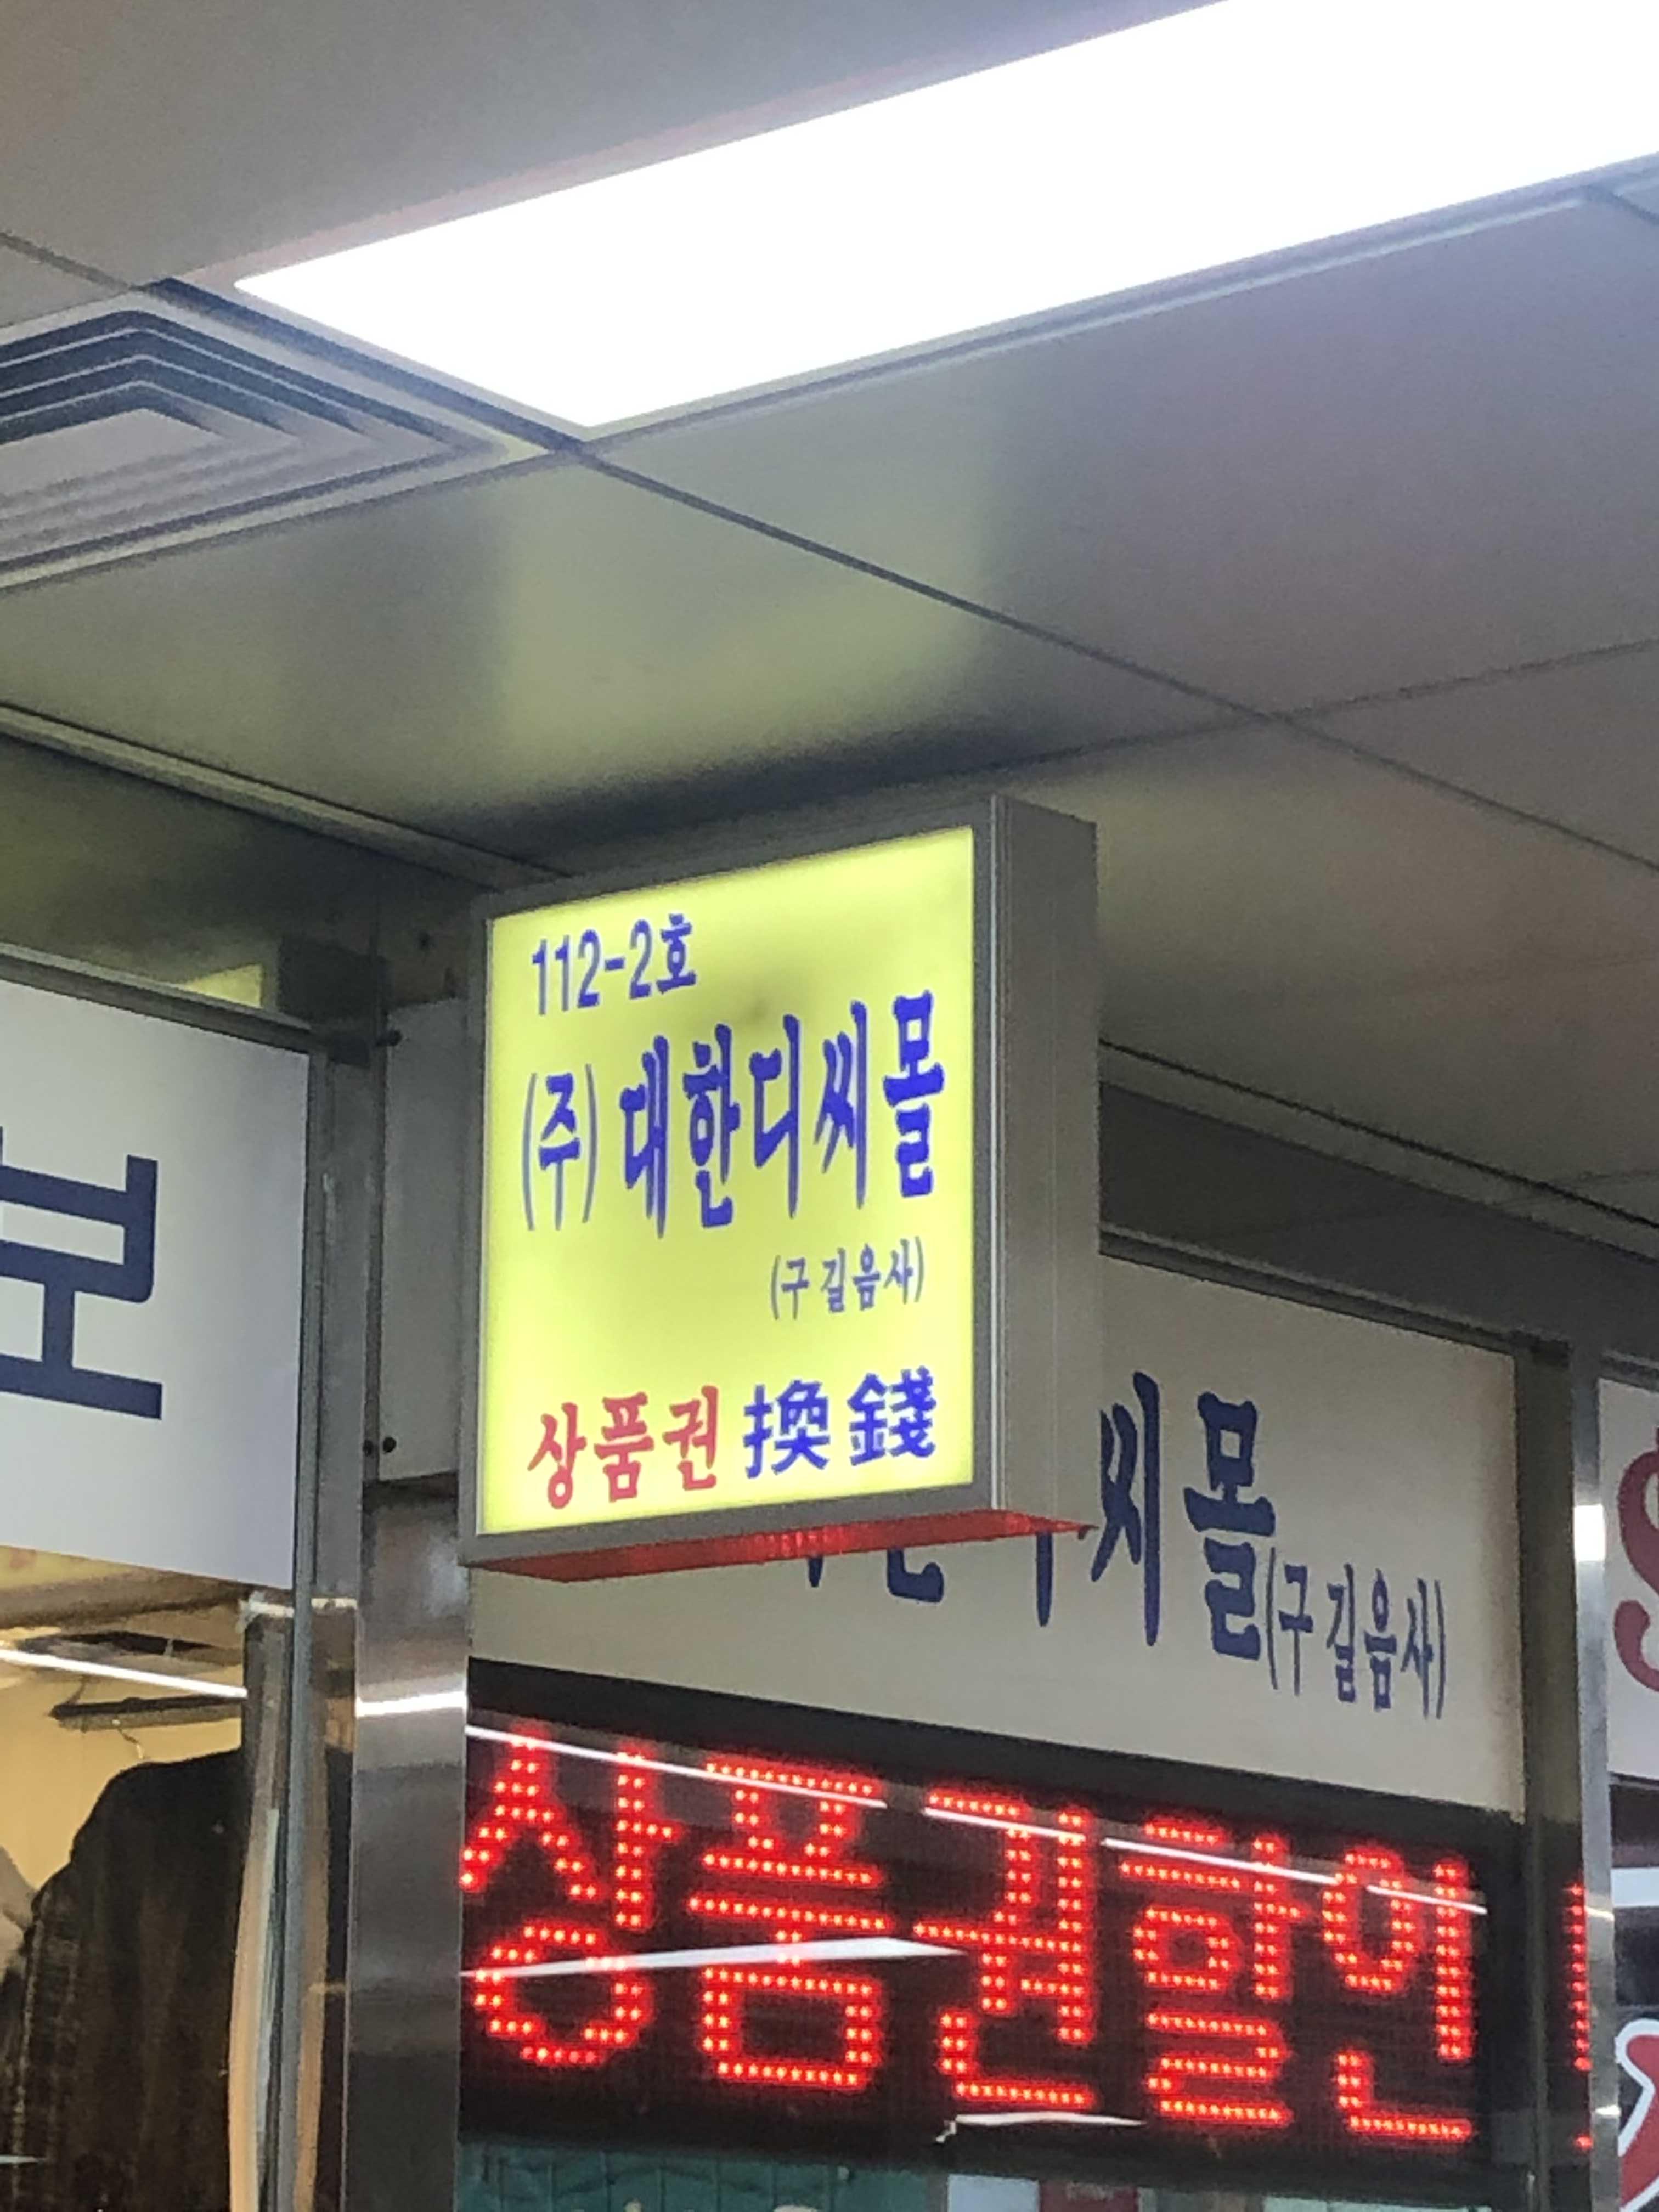 112-2호
(주)대한디씨몰
(구 길음사)
상품권 換錢
보
씨몰(구 길음사)
상품권할인